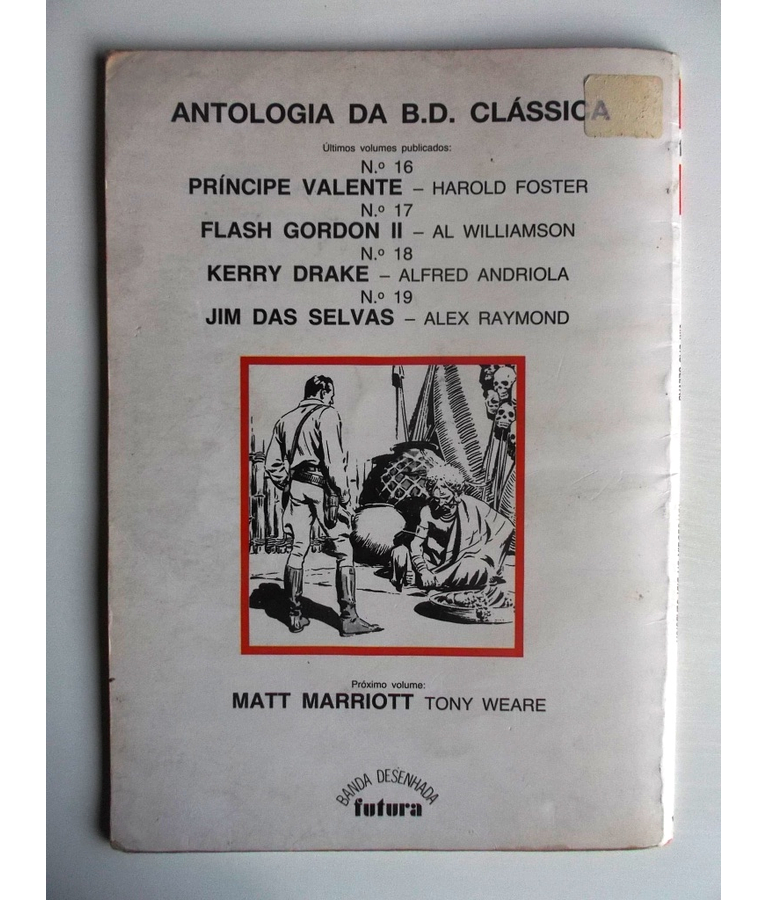 ANTOLOGIA DA B.D. CLÁSSICA
Últimos volumes publicados:
N.º 16
PRÍNCIPE VALENTE – HAROLD FOSTER
N.º 17
FLASH GORDON II – AL WILLIAMSON
N.º 18
KERRY DRAKE – ALFRED ANDRIOLA
N.º 19
JIM DAS SELVAS – ALEX RAYMOND
Próximo volume:
MATT MARRIOTT TONY WEARE
BANDA DESENHADA
futura